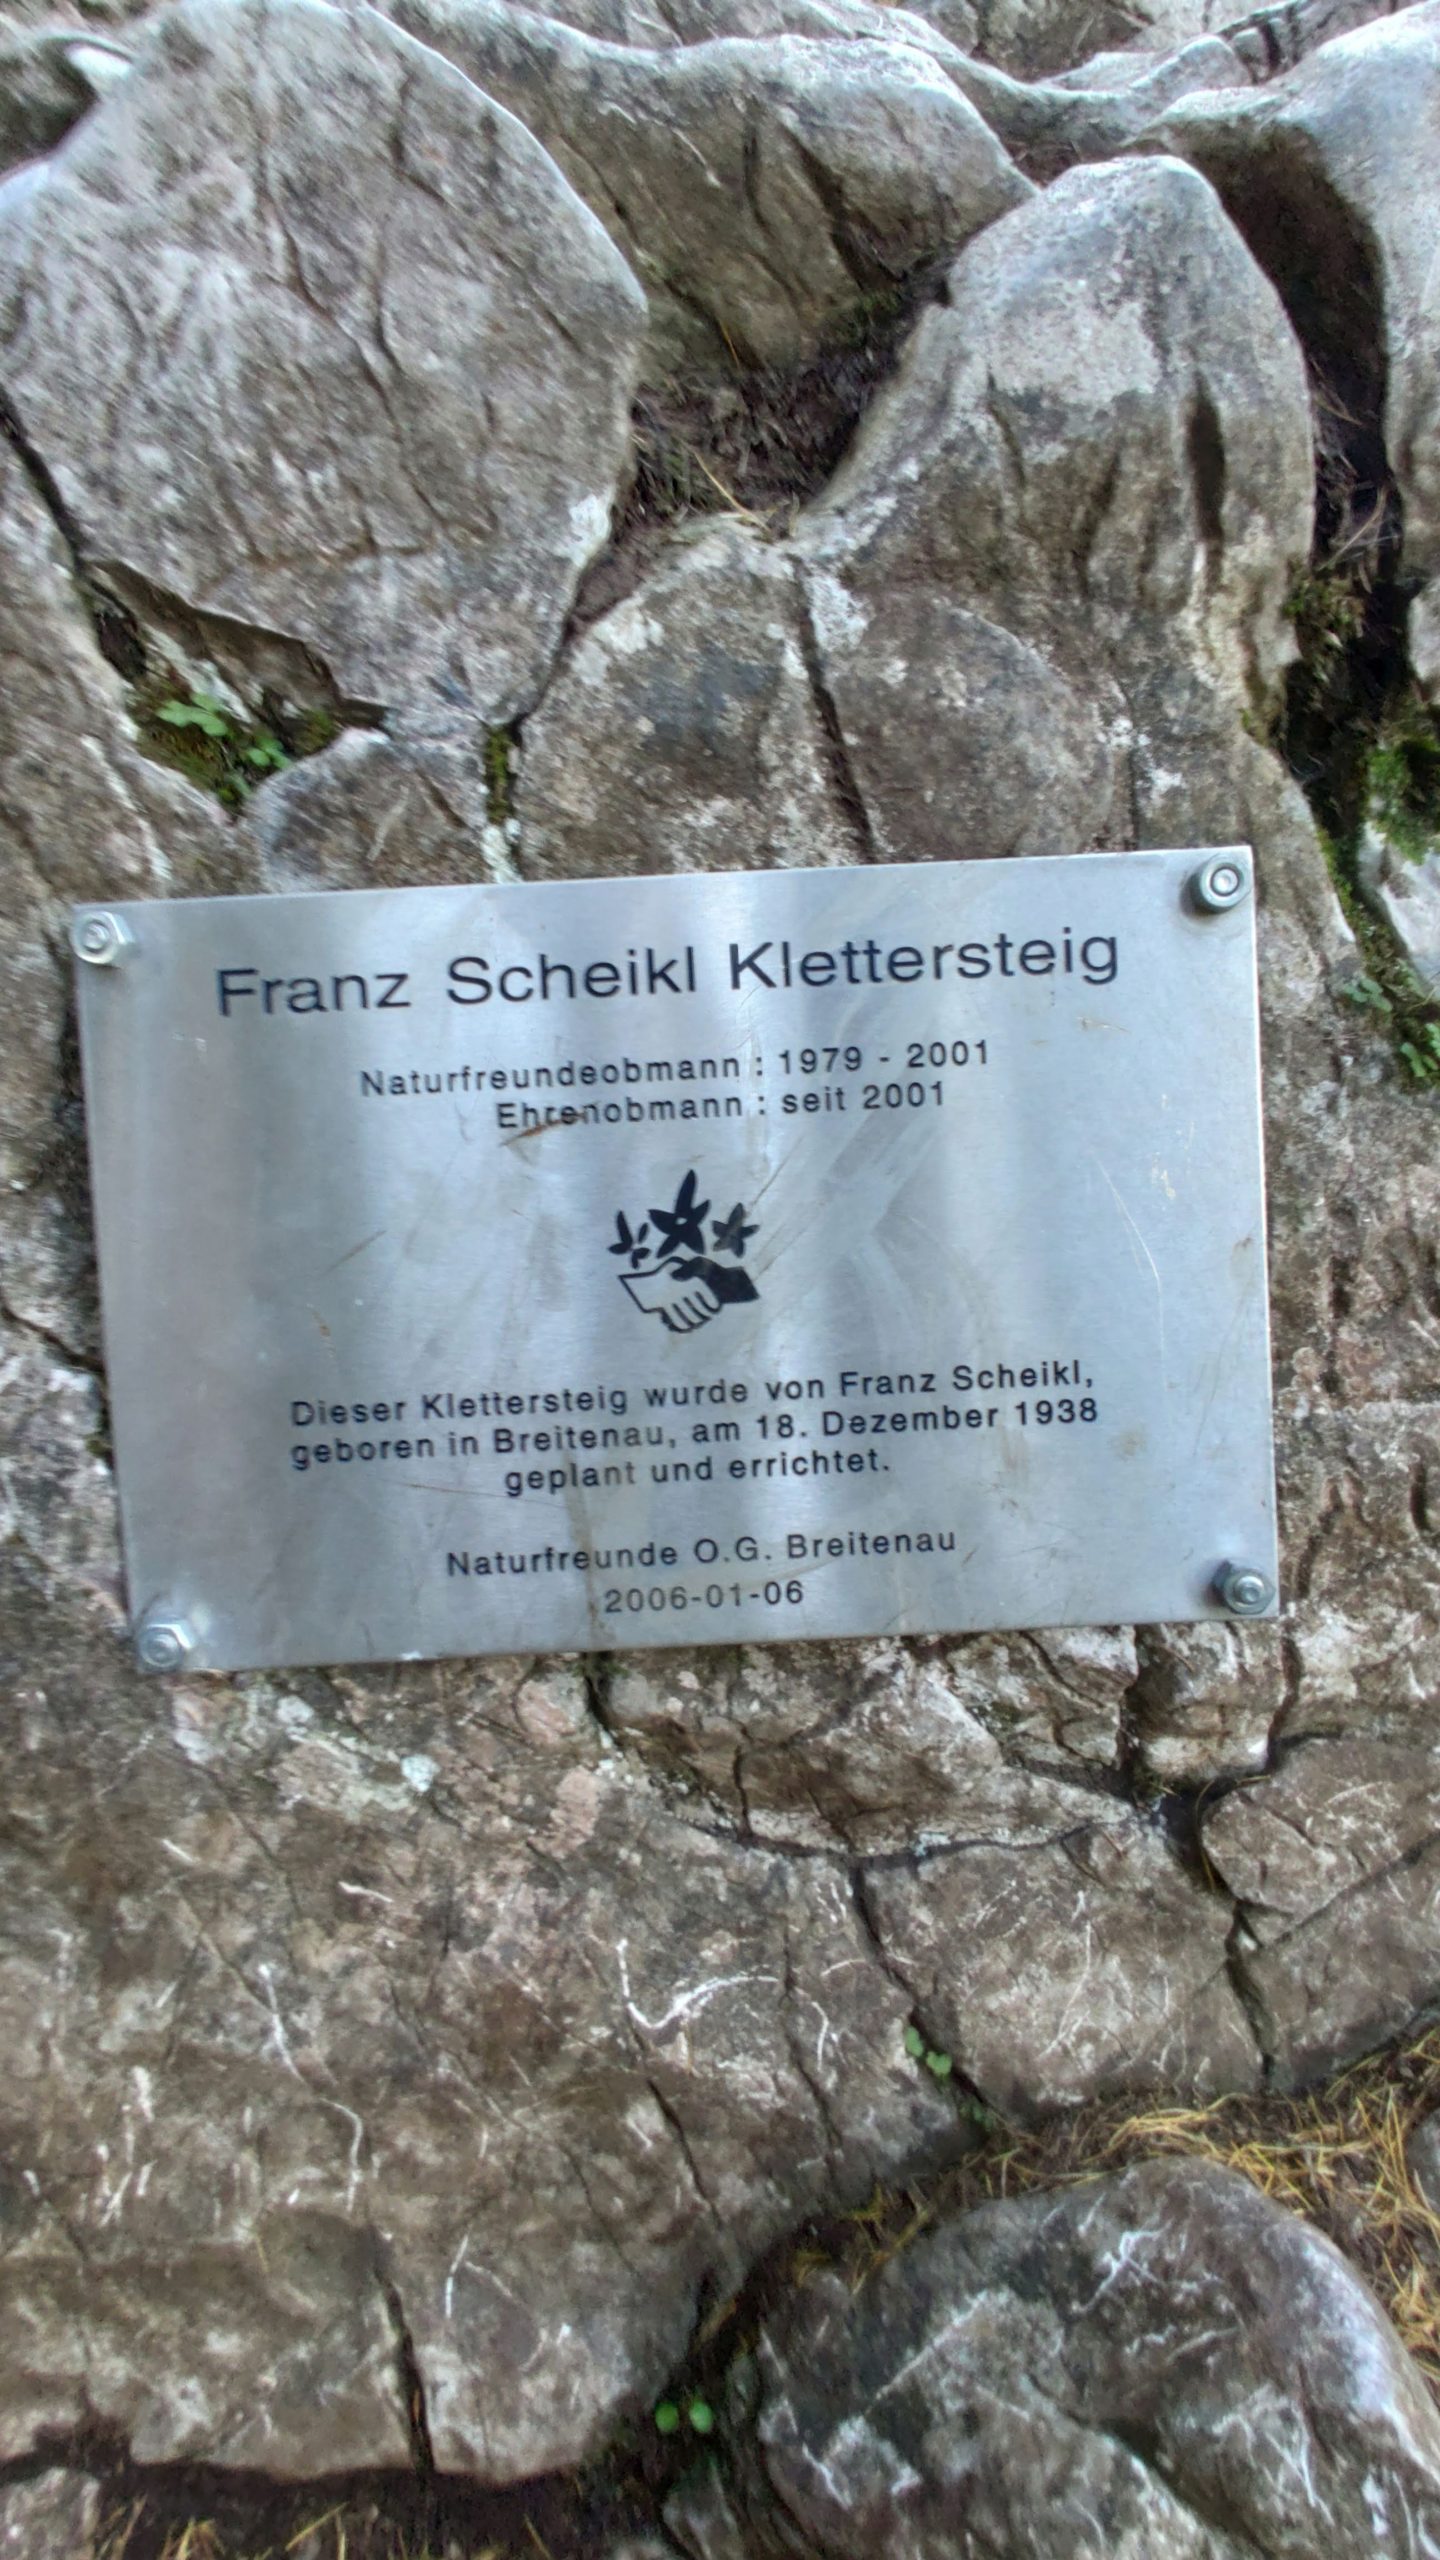 Franz Scheikl Klettersteig
Naturfreundeobmann : 1979 - 2001
Ehrenobmann : seit 2001
Dieser Klettersteig wurde von Franz Scheikl,
geboren in Breitenau, am 18. Dezember 1938
geplant und errichtet.
Naturfreunde O.G. Breitenau
2006-01-06